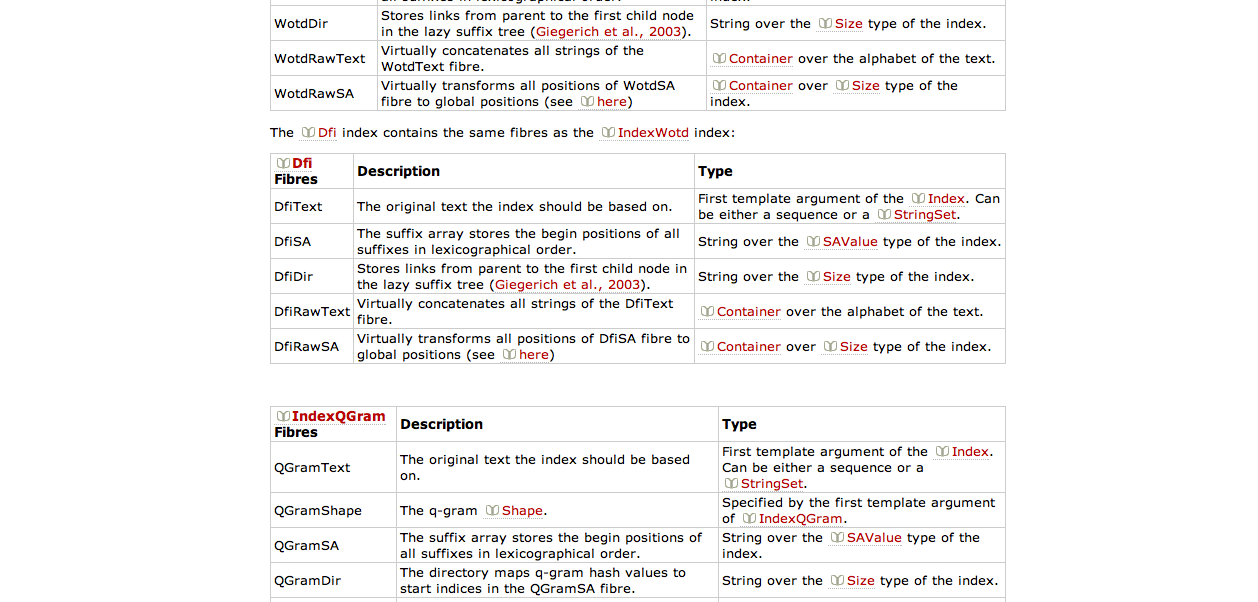 WotdDir
Stores links from parent to the first child node
in the lazy suffix tree (Giegerich et al., 2003).
String over the Size type of the index.
WotdRawText
Virtually concatenates all strings of the
WotdText fibre.
Container over the alphabet of the text.
WotdRawSA
Virtually transforms all positions of WotdSA
fibre to global positions (see here)
Container over Size type of the
index.
The Dfi index contains the same fibres as the IndexWotd index:
Dfi
Fibres
Description
Type
DfiText
The original text the index should be based on.
First template argument of the Index. Can
be either a sequence or a StringSet.
DfiSA
The suffix array stores the begin positions of all
suffixes in lexicographical order.
String over the SAValue type of the index.
DfiDir
Stores links from parent to the first child node in
the lazy suffix tree (Giegerich et al., 2003).
String over the Size type of the index.
DfiRawText
Virtually concatenates all strings of the DfiText
fibre.
Container over the alphabet of the text.
DfiRawSA
Virtually transforms all positions of DfiSA fibre to
global positions (see here)
Container over Size type of the index.
IndexQGram
Fibres
Description
Type
QGramText
The original text the index should be based
on.
First template argument of the Index.
Can be either a sequence or a
StringSet.
QGramShape
The q-gram Shape.
Specified by the first template argument
of IndexQGram.
QGramSA
The suffix array stores the begin positions of
all suffixes in lexicographical order.
String over the SAValue type of the
index.
QGramDir
The directory maps q-gram hash values to
start indices in the QGramSA fibre.
String over the Size type of the index.